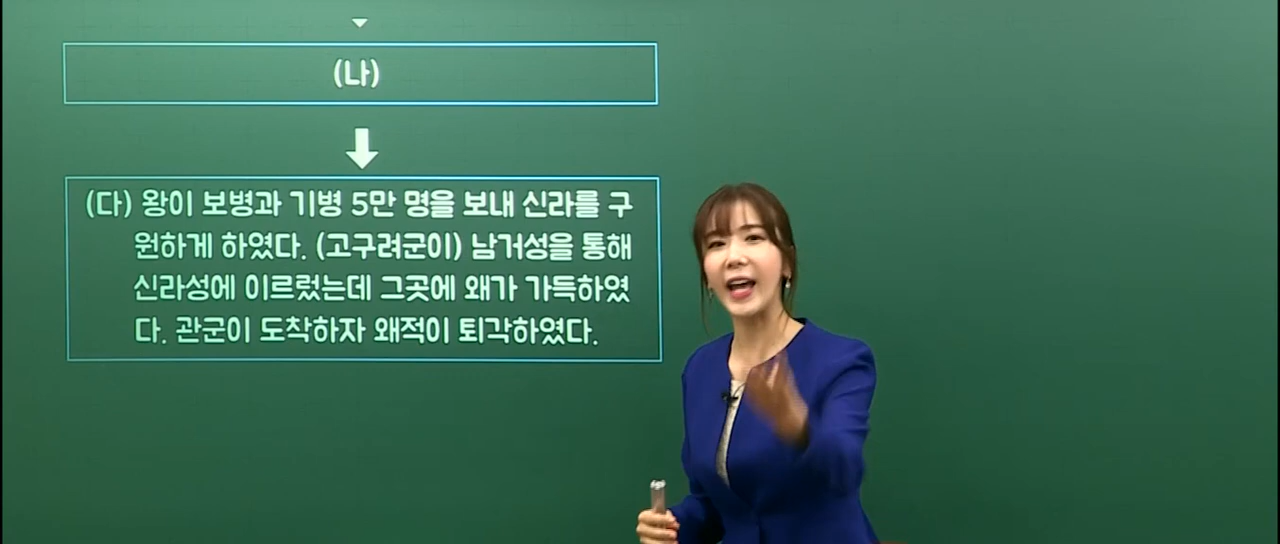 (나)
(다) 왕이 보병과 기병 5만 명을 보내 신라를 구
원하게 하였다. (고구려군이) 남거성을 통해
신라성에 이르렀는데 그곳에 왜가 가득하였
다. 관군이 도착하자 왜적이 퇴각하였다.